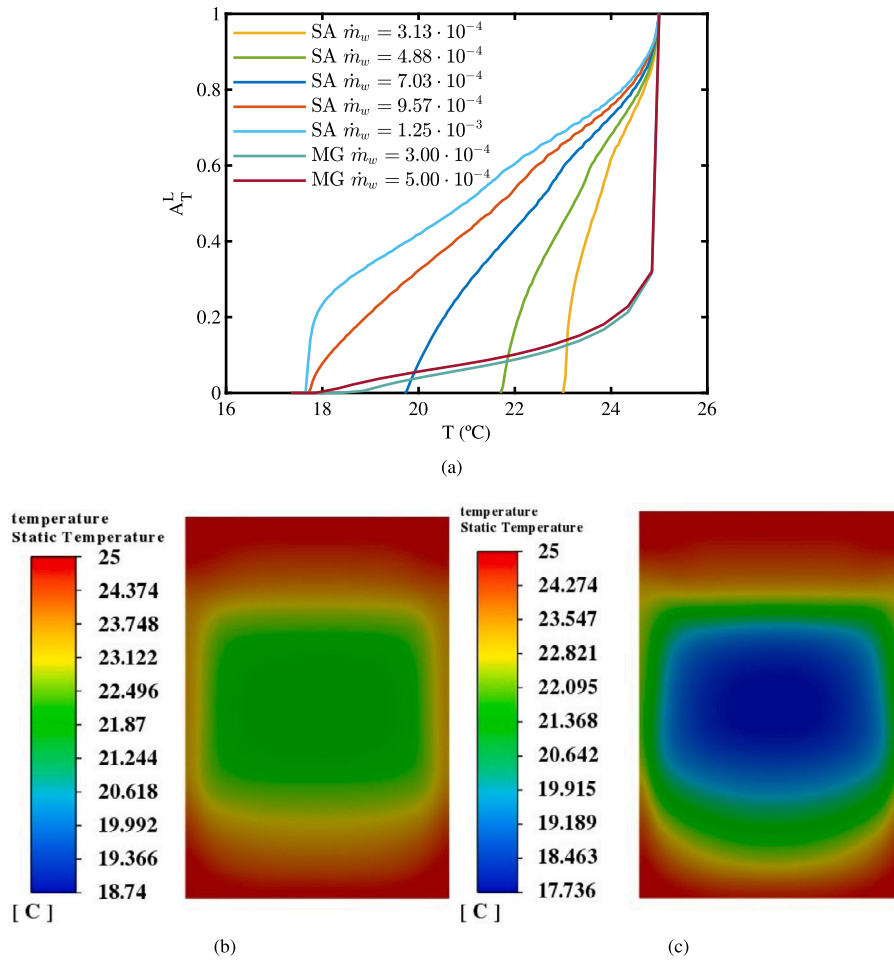 1
0.8
0.6
0.4
0.2
0
A_T^L
SA ṁ_w = 3.13 · 10^−4
SA ṁ_w = 4.88 · 10^−4
SA ṁ_w = 7.03 · 10^−4
SA ṁ_w = 9.57 · 10^−4
SA ṁ_w = 1.25 · 10^−3
MG ṁ_w = 3.00 · 10^−4
MG ṁ_w = 5.00 · 10^−4
16 18 20 22 24 26
T (ºC)
(a)
temperature
Static Temperature
25
24.374
23.748
23.122
22.496
21.87
21.244
20.618
19.992
19.366
18.74
[ C ]
(b)
temperature
Static Temperature
25
24.274
23.547
22.821
22.095
21.368
20.642
19.915
19.189
18.463
17.736
[ C ]
(c)